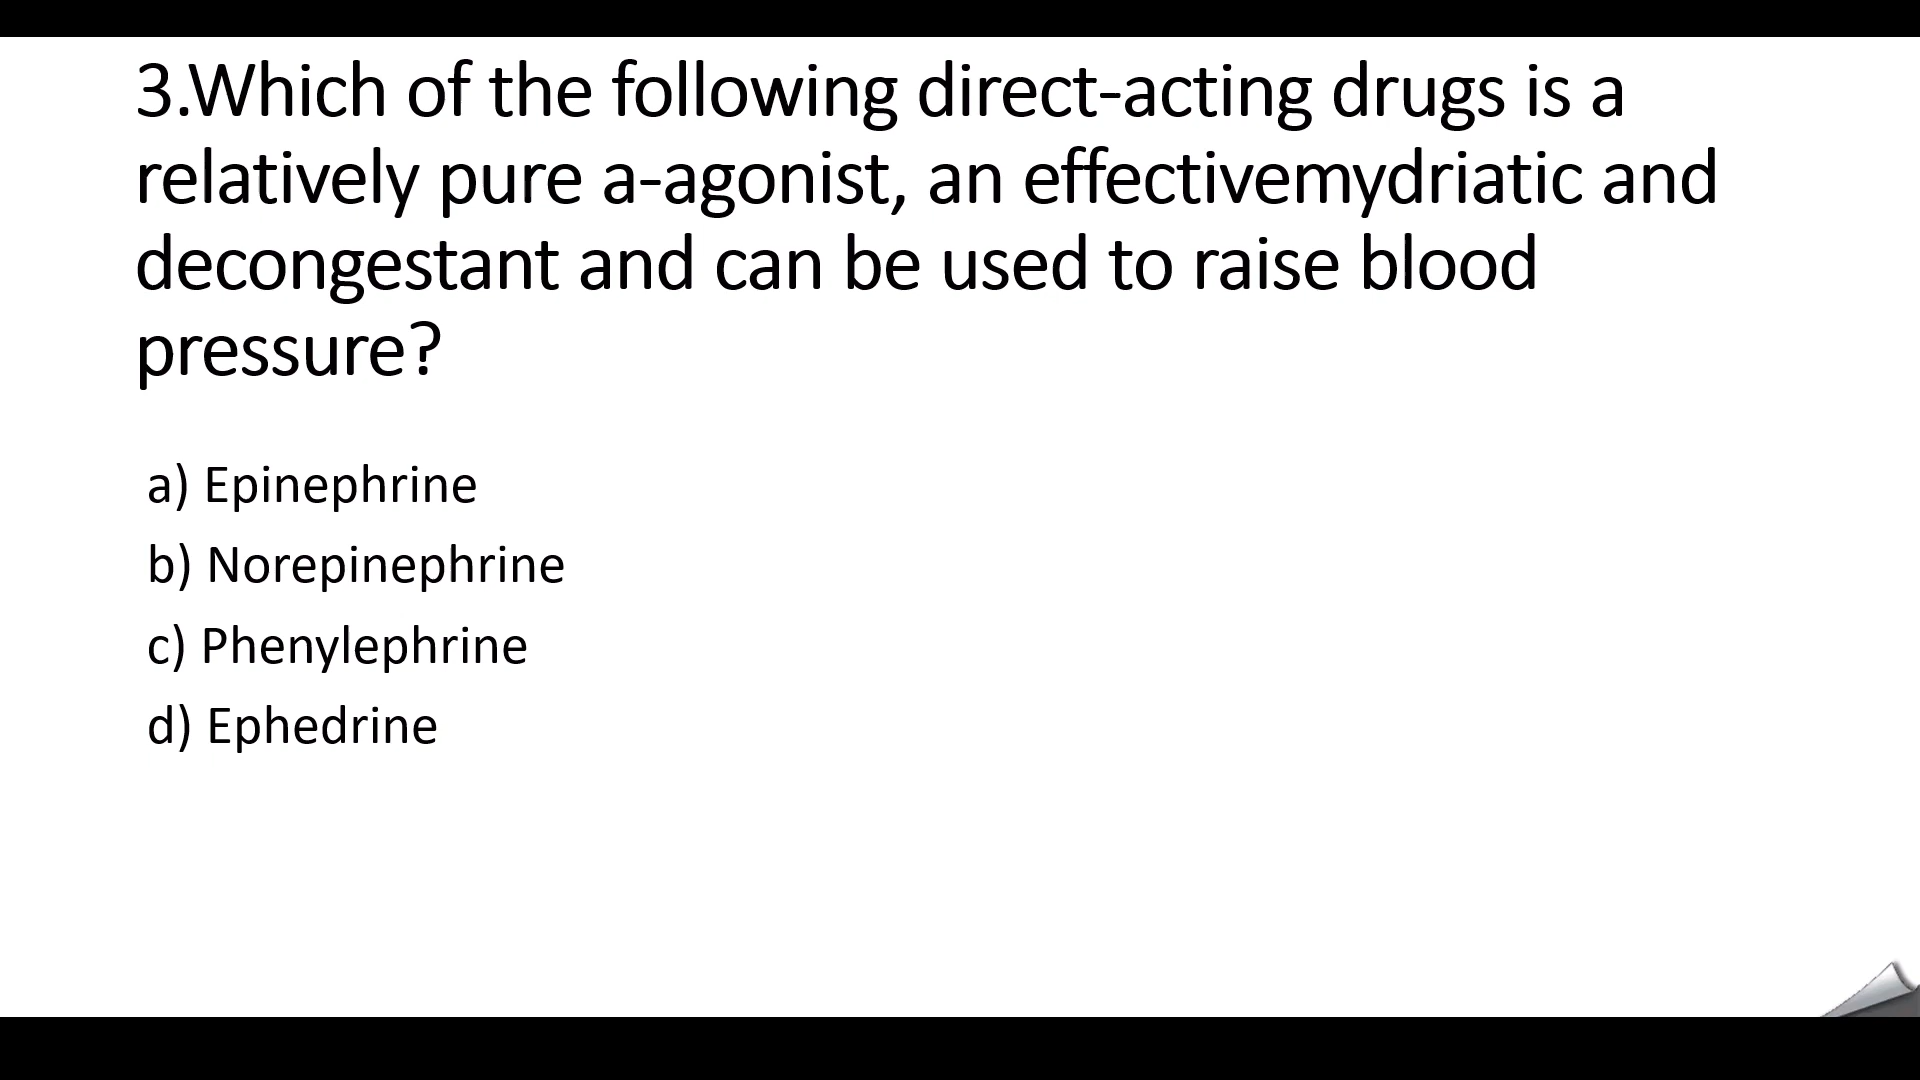 3.Which of the following direct-acting drugs is a
relatively pure a-agonist, an effectivemydriatic and
decongestant and can be used to raise blood
pressure?
a) Epinephrine
b) Norepinephrine
c) Phenylephrine
d) Ephedrine